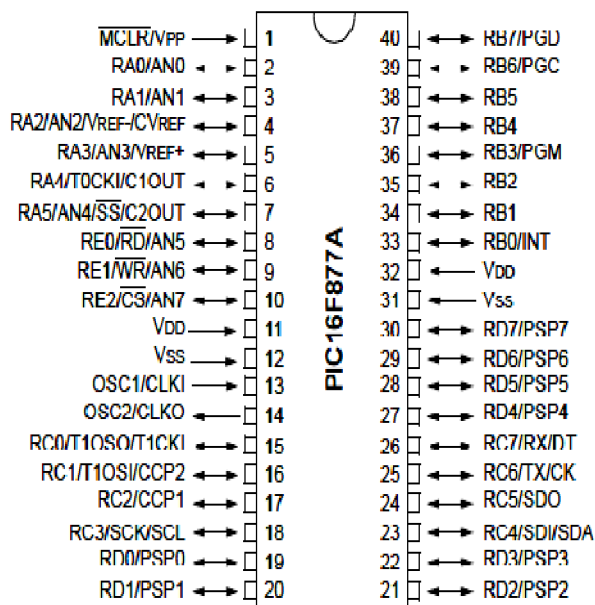 MCLR/VPP → 1 40 ↔ RB7/PGD
RA0/AN0 ↔ 2 39 ↔ RB6/PGC
RA1/AN1 ↔ 3 38 ↔ RB5
RA2/AN2/VREF-/CVREF ↔ 4 37 ↔ RB4
RA3/AN3/VREF+ ↔ 5 36 ↔ RB3/PGM
RA4/T0CKI/C1OUT ↔ 6 35 ↔ RB2
RA5/AN4/SS/C2OUT ↔ 7 34 ↔ RB1
RE0/RD/AN5 ↔ 8 33 ↔ RB0/INT
RE1/WR/AN6 ↔ 9 32 ← VDD
RE2/CS/AN7 ↔ 10 31 ← VSS
VDD → 11 30 ↔ RD7/PSP7
VSS → 12 29 ↔ RD6/PSP6
OSC1/CLKI → 13 28 ↔ RD5/PSP5
OSC2/CLKO ← 14 27 ↔ RD4/PSP4
RC0/T1OSO/T1CKI ↔ 15 26 ↔ RC7/RX/DT
RC1/T1OSI/CCP2 ↔ 16 25 ↔ RC6/TX/CK
RC2/CCP1 ↔ 17 24 ↔ RC5/SDO
RC3/SCK/SCL ↔ 18 23 ↔ RC4/SDI/SDA
RD0/PSP0 ↔ 19 22 ↔ RD3/PSP3
RD1/PSP1 ↔ 20 21 ↔ RD2/PSP2
PIC16F877A